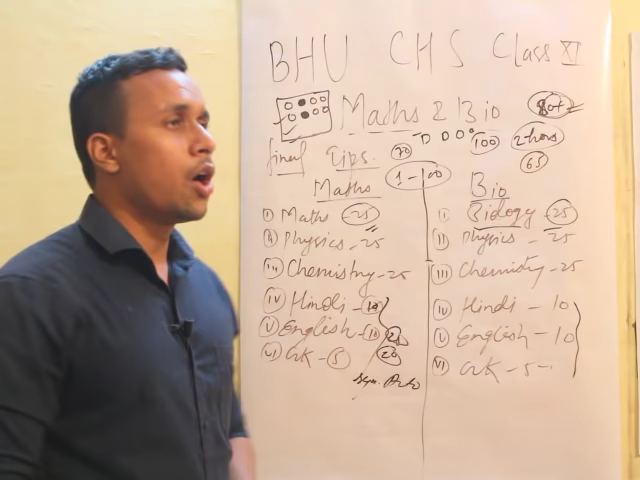 BHU CHS Class XI
Maths & Bio 80+
100 2 hours
final Tips. 70 65
1-100
Maths
I Maths 25
II Physics - 25
III Chemistry - 25
IV Hindi - 10
V English - 10 25
VI GK - 5 20
Bio
I Biology - 25
II Physics - 25
III Chemistry - 25
IV Hindi - 10
V English - 10
VI GK - 5 -